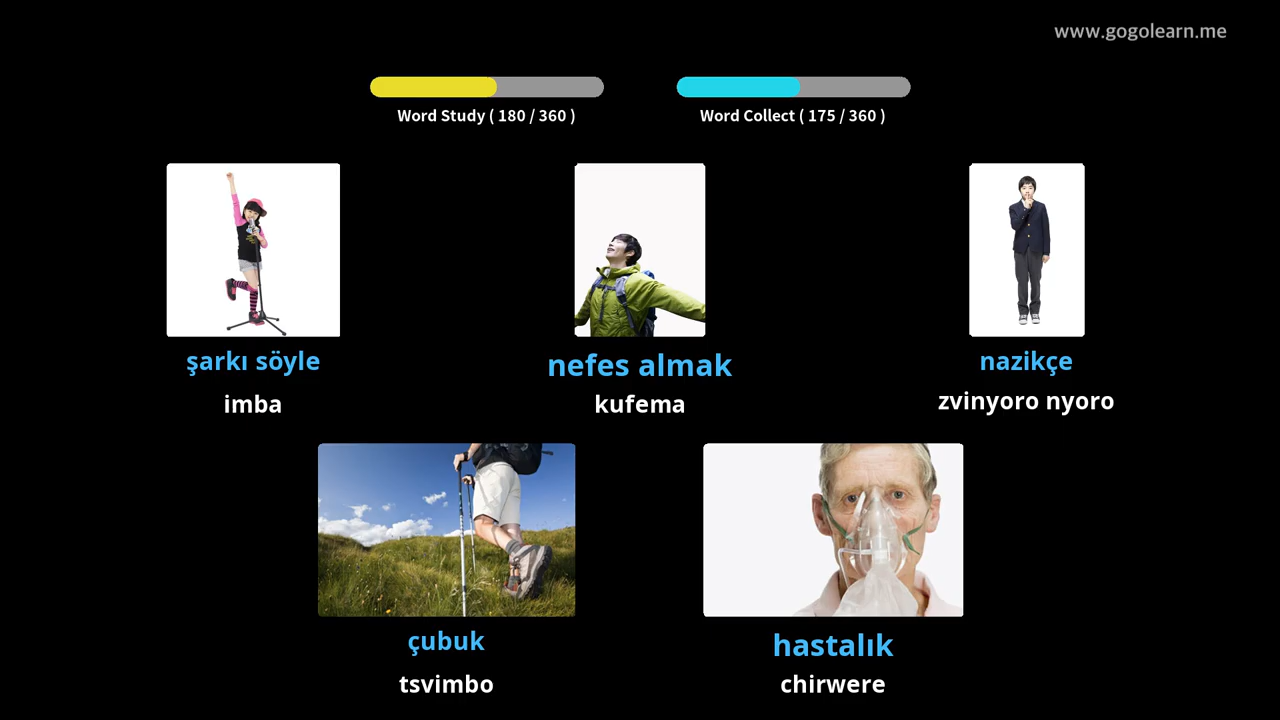 www.gogolearn.me
Word Study ( 180 / 360 )
Word Collect ( 175 / 360 )
şarkı söyle
imba
nefes almak
kufema
nazikçe
zvinyoro nyoro
çubuk
tsvimbo
hastalık
chirwere